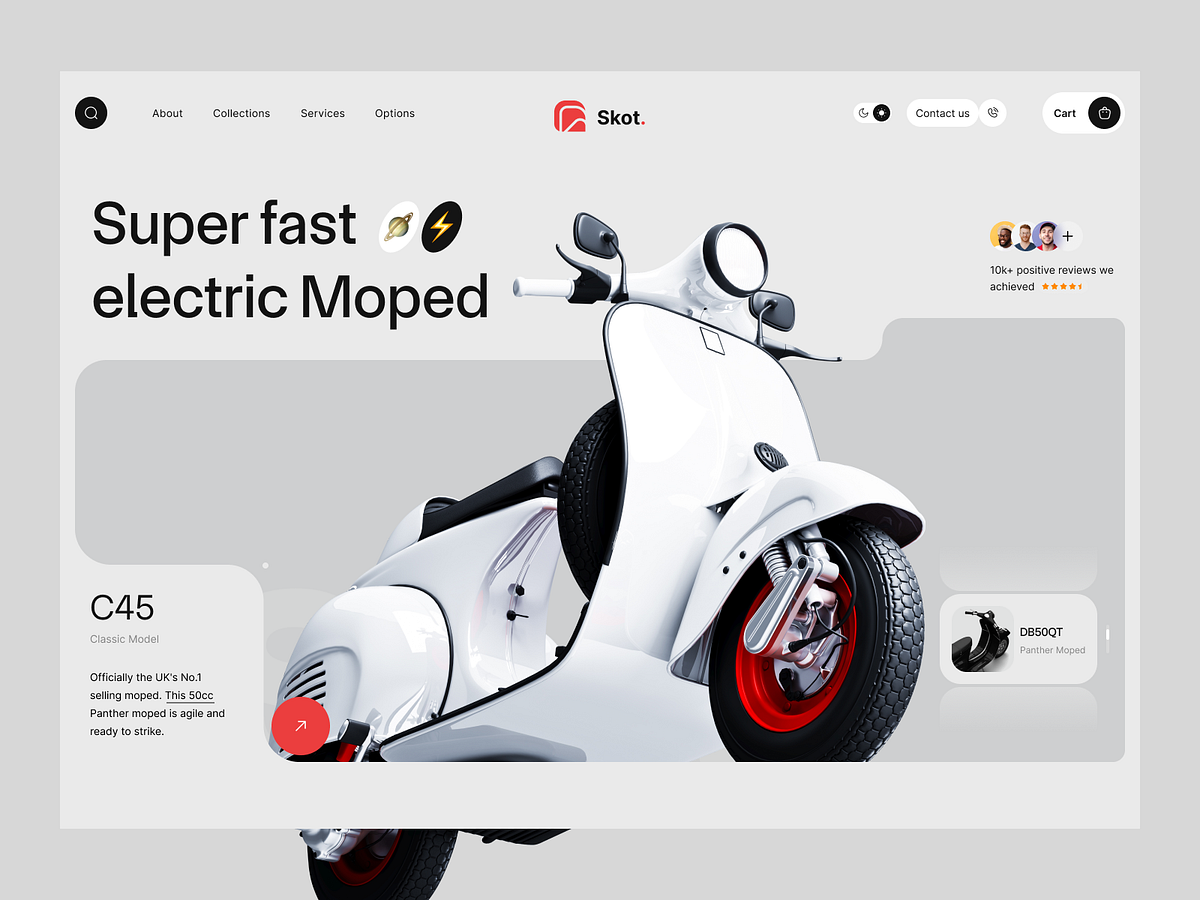 About
Collections
Services
Options
Skot.
Contact us
Cart
Super fast
electric Moped
10k+ positive reviews we
achieved
C45
Classic Model
Officially the UK's No.1
selling moped. This 50cc
Panther moped is agile and
ready to strike.
DB50QT
Panther Moped